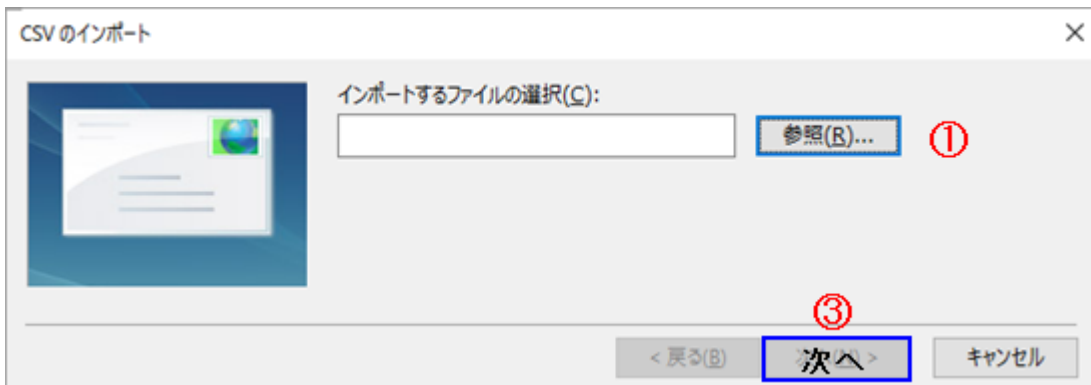 CSV のインポート
インポートするファイルの選択(C):
参照(R)... ①
③
< 戻る(B) 次へ > キャンセル